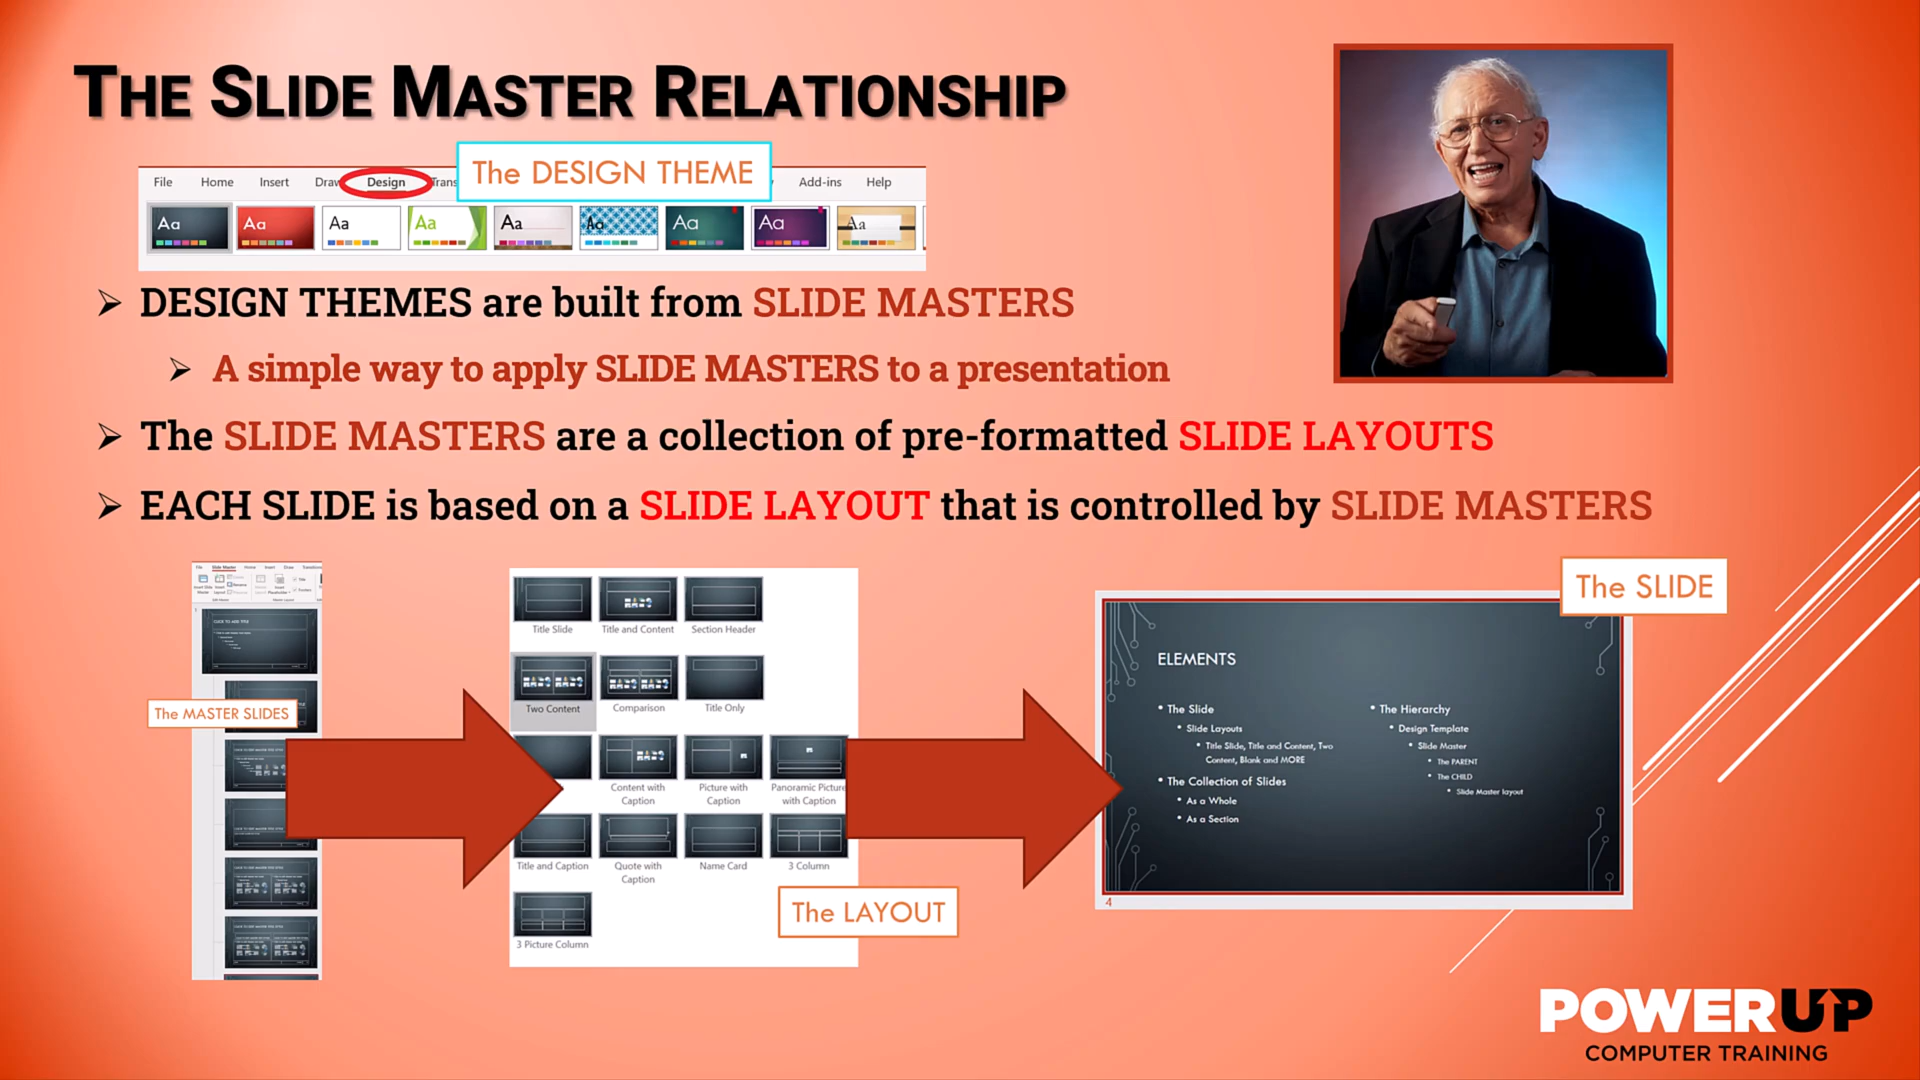 THE SLIDE MASTER RELATIONSHIP
The DESIGN THEME
File Home Insert Draw Design Trans Add-ins Help
Aa Aa Aa Aa Aa Aa Aa Aa Aa
DESIGN THEMES are built from SLIDE MASTERS
A simple way to apply SLIDE MASTERS to a presentation
The SLIDE MASTERS are a collection of pre-formatted SLIDE LAYOUTS
EACH SLIDE is based on a SLIDE LAYOUT that is controlled by SLIDE MASTERS
File Slide Master Home Insert Draw Transitions
The MASTER SLIDES
Title Slide Title and Content Section Header
Two Content Comparison Title Only
Content with Caption
Picture with Caption
Panoramic Picture with Caption
Title and Caption
Quote with Caption
Name Card
3 Column
3 Picture Column
The LAYOUT
The SLIDE
ELEMENTS
The Slide
Slide Layouts
Title Slide, Title and Content, Two
Content, Blank and MORE
The Collection of Slides
As a Whole
As a Section
The Hierarchy
Design Template
Slide Master
The PARENT
The CHILD
Slide Master layout
4
POWERUP
COMPUTER TRAINING